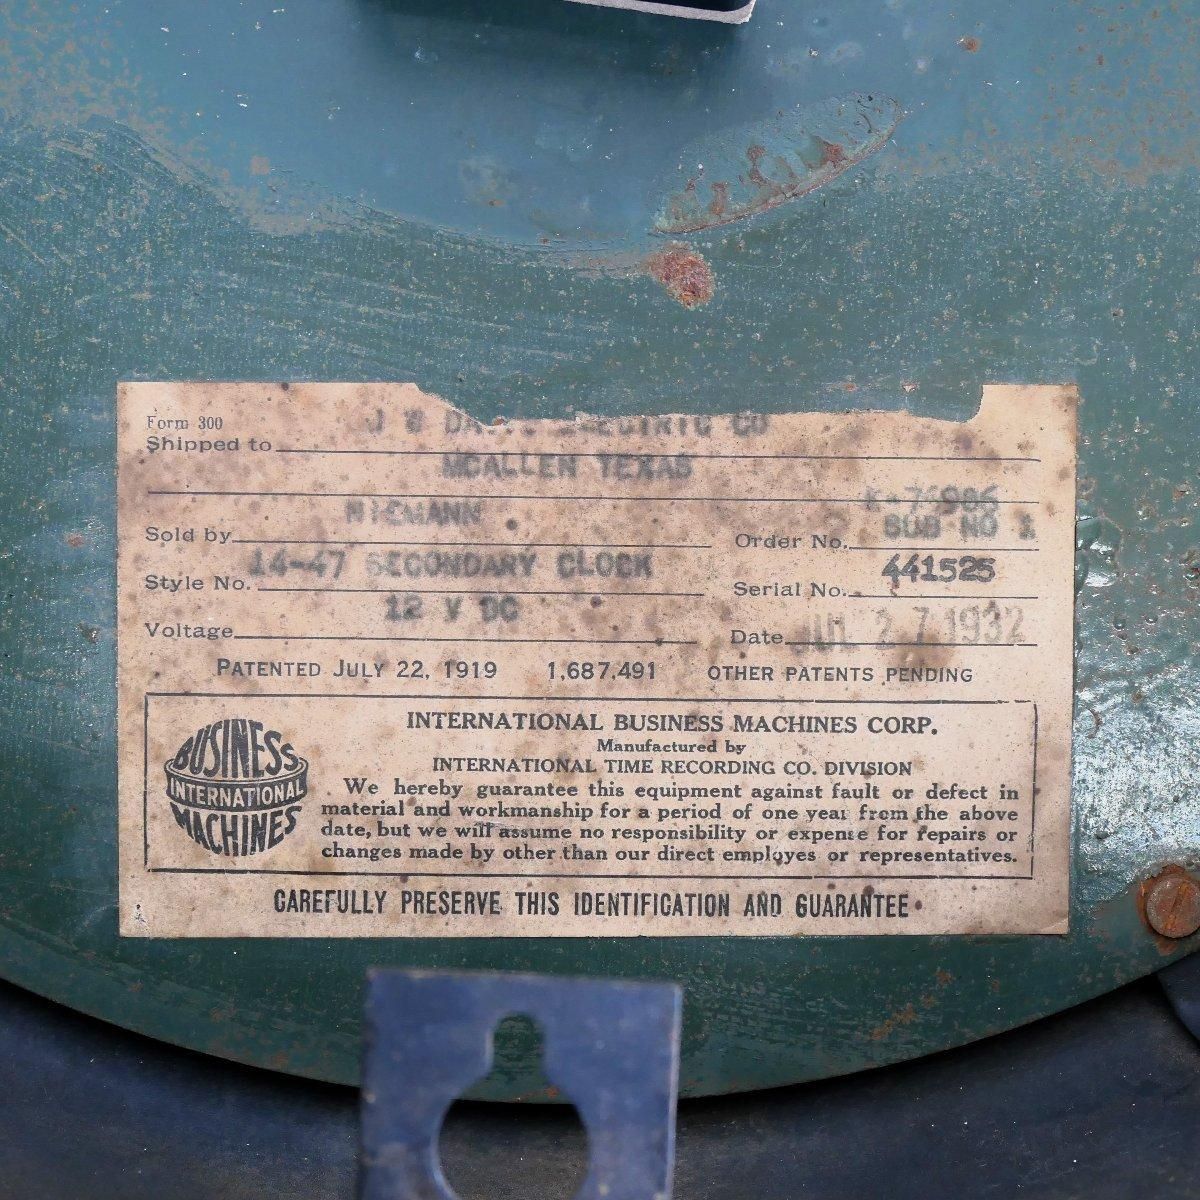 Form 300
Shipped to J ELECTRIC CO
MCALLEN TEXAS
Sold by NIEMANN
Order No. SUB NO 1
Style No. 14-47 SECONDARY CLOCK
Serial No. 441525
Voltage 12 V DC
Date 27 1932
PATENTED JULY 22, 1919 1,687,491 OTHER PATENTS PENDING
BUSINESS
INTERNATIONAL
MACHINES
INTERNATIONAL BUSINESS MACHINES CORP.
Manufactured by
INTERNATIONAL TIME RECORDING CO. DIVISION
We hereby guarantee this equipment against fault or defect in
material and workmanship for a period of one year from the above
date, but we will assume no responsibility or expense for repairs or
changes made by other than our direct employes or representatives.
CAREFULLY PRESERVE THIS IDENTIFICATION AND GUARANTEE